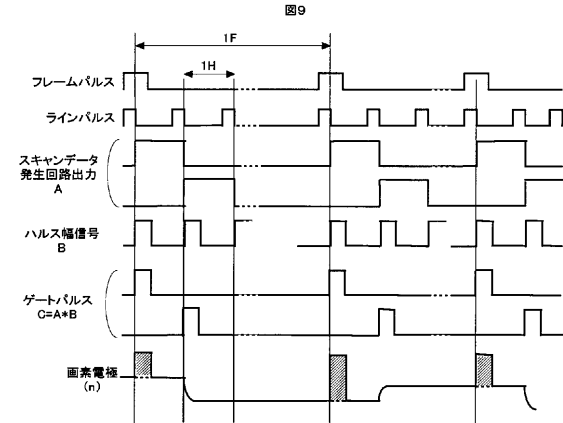 図9
1F
1H
フレームパルス
ラインパルス
スキャンデータ
発生回路出力
A
ハルス幅信号
B
ゲートパルス
C=A*B
画素電極
(n)